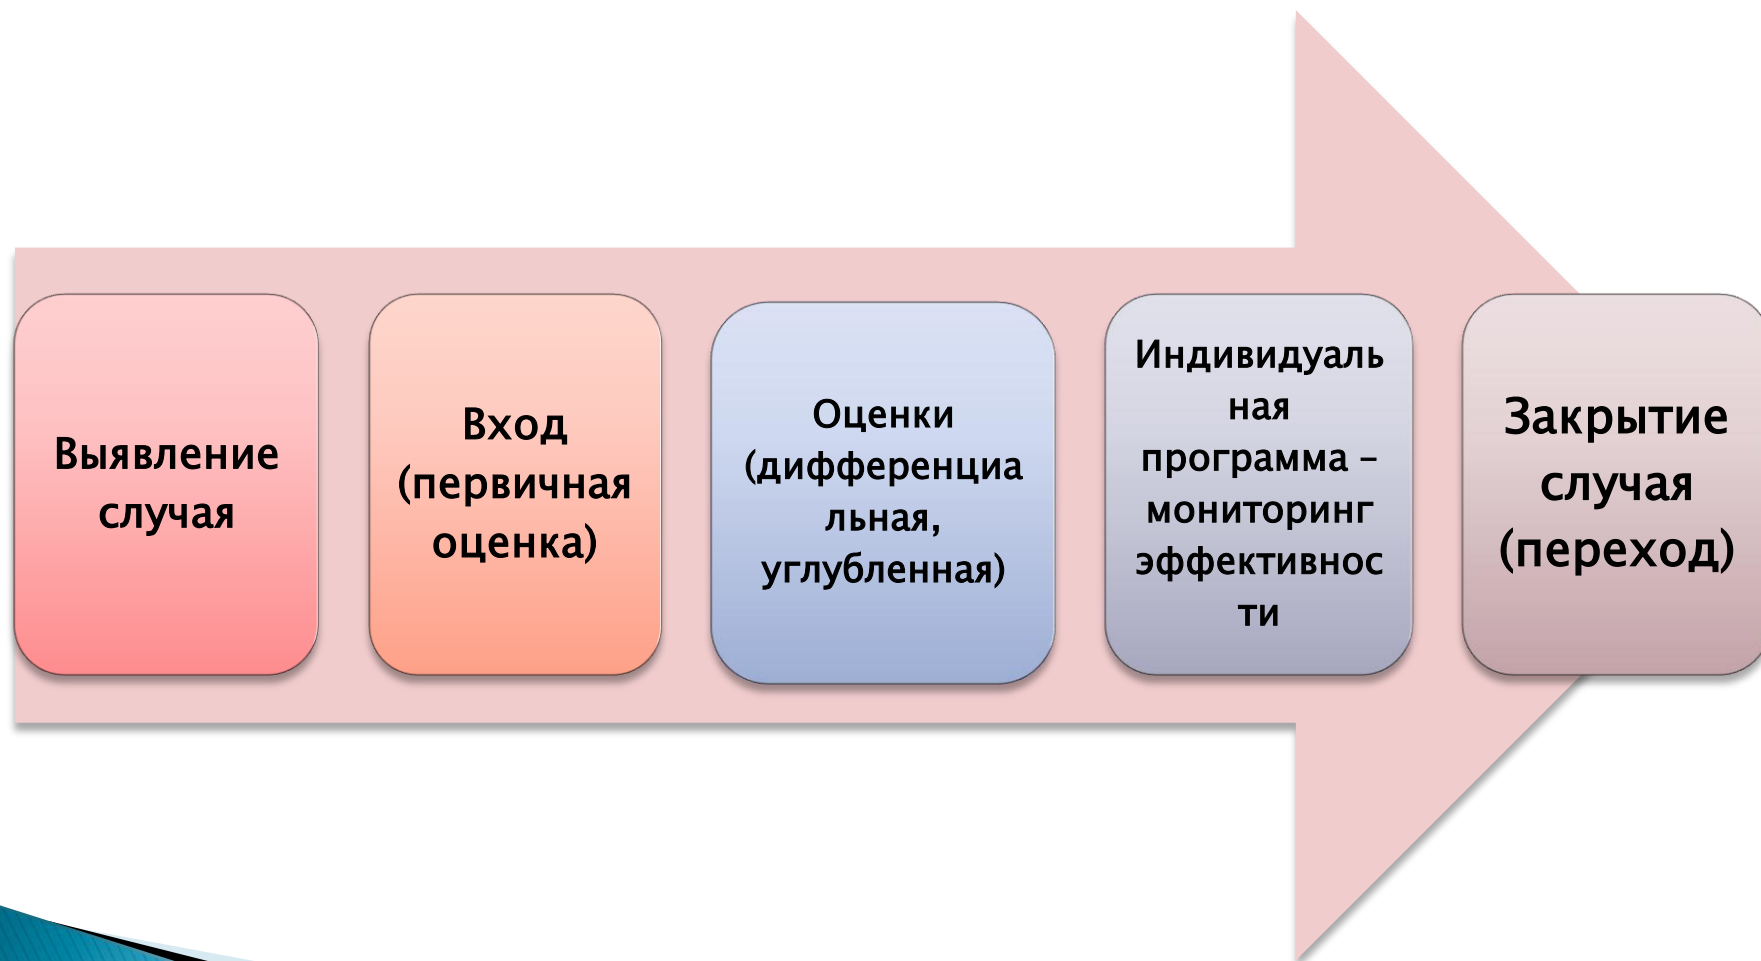 Выявление
случая
Вход
(первичная
оценка)
Оценки
(дифференциа
льная,
углубленная)
Индивидуаль
ная
программа –
мониторинг
эффективнос
ти
Закрытие
случая
(переход)